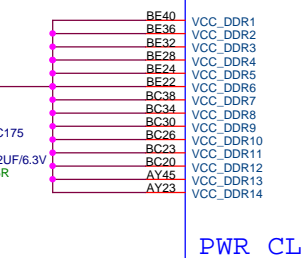 BE40 VCC_DDR1
BE36 VCC_DDR2
BE32 VCC_DDR3
BE28 VCC_DDR4
BE24 VCC_DDR5
BE22 VCC_DDR6
BC38 VCC_DDR7
BC34 VCC_DDR8
BC30 VCC_DDR9
C175 BC26 VCC_DDR10
BC23 VCC_DDR11
2UF/6.3V BC20 VCC_DDR12
R AY45 VCC_DDR13
AY23 VCC_DDR14
PWR CL